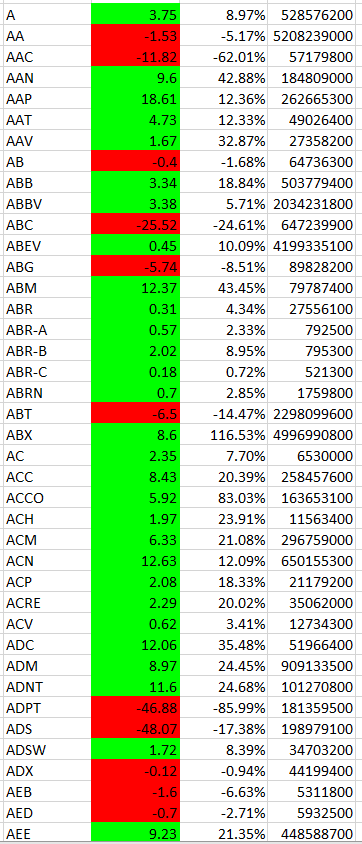 A 3.75 8.97% 528576200
AA -1.53 -5.17% 5208239000
AAC -11.82 -62.01% 57179800
AAN 9.6 42.88% 184809000
AAP 18.61 12.36% 262665300
AAT 4.73 12.33% 49026400
AAV 1.67 32.87% 27358200
AB -0.4 -1.68% 64736300
ABB 3.34 18.84% 503779400
ABBV 3.38 5.71% 2034231800
ABC -25.52 -24.61% 647239900
ABEV 0.45 10.09% 4199335100
ABG -5.74 -8.51% 89828200
ABM 12.37 43.45% 79787400
ABR 0.31 4.34% 27556100
ABR-A 0.57 2.33% 792500
ABR-B 2.02 8.95% 795300
ABR-C 0.18 0.72% 521300
ABRN 0.7 2.85% 1759800
ABT -6.5 -14.47% 2298099600
ABX 8.6 116.53% 4996990800
AC 2.35 7.70% 6530000
ACC 8.43 20.39% 258457600
ACCO 5.92 83.03% 163653100
ACH 1.97 23.91% 11563400
ACM 6.33 21.08% 296759000
ACN 12.63 12.09% 650155300
ACP 2.08 18.33% 21179200
ACRE 2.29 20.02% 35062000
ACV 0.62 3.41% 12734300
ADC 12.06 35.48% 51966400
ADM 8.97 24.45% 909133500
ADNT 11.6 24.68% 101270800
ADPT -46.88 -85.99% 181359500
ADS -48.07 -17.38% 198979100
ADSW 1.72 8.39% 34703200
ADX -0.12 -0.94% 44199400
AEB -1.6 -6.63% 5311800
AED -0.7 -2.71% 5932500
AEE 9.23 21.35% 448588700